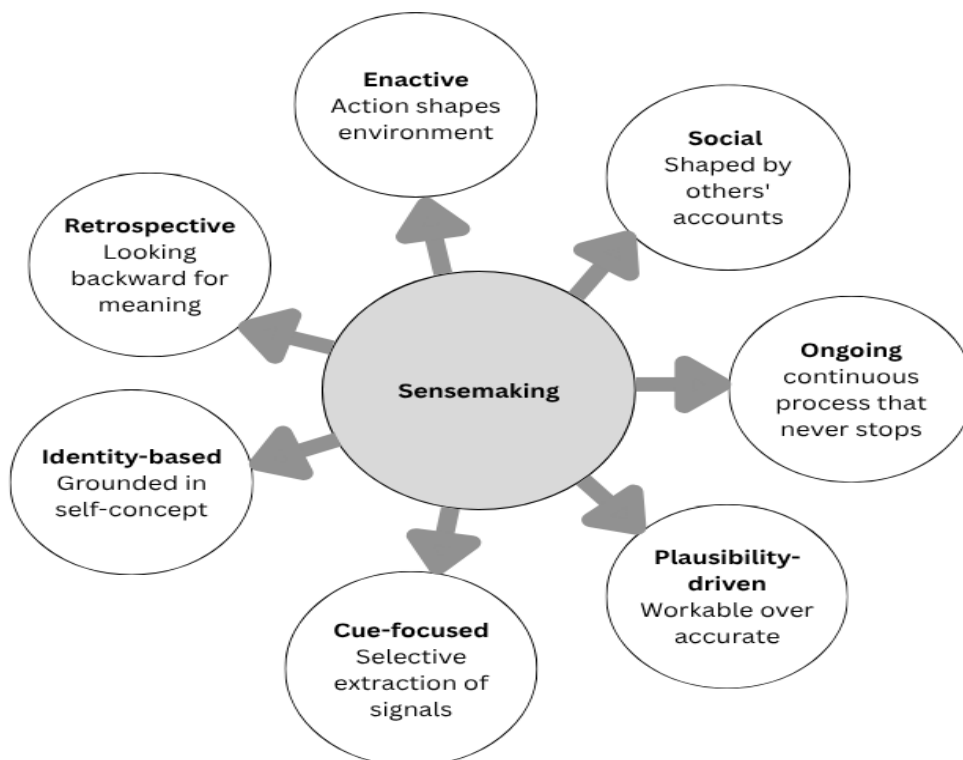 Enactive
Action shapes
environment
Social
Shaped by
others'
accounts
Retrospective
Looking
backward for
meaning
Ongoing
continuous
process that
never stops
Sensemaking
Identity-based
Grounded in
self-concept
Plausibility-
driven
Workable over
accurate
Cue-focused
Selective
extraction of
signals